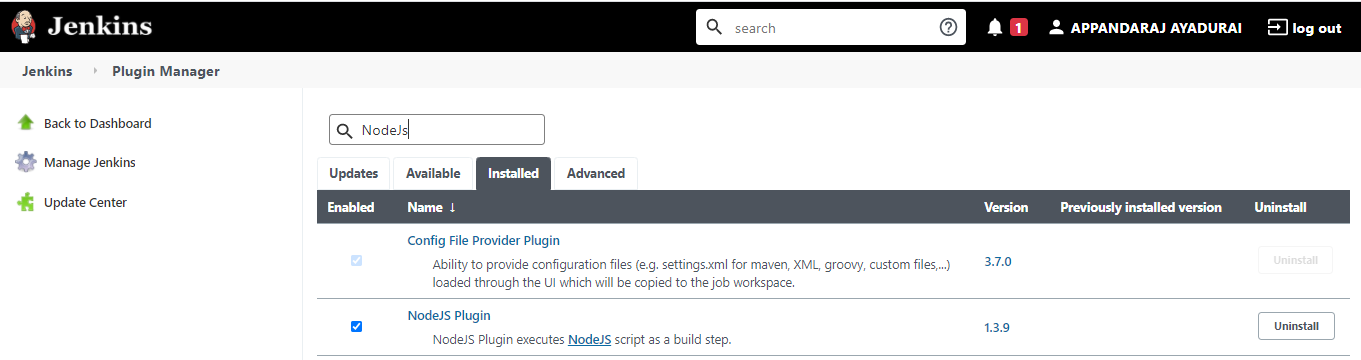 Jenkins
search
1
APPANDARAJ AYADURAI
log out
Jenkins
Plugin Manager
Back to Dashboard
Manage Jenkins
Update Center
NodeJs
Updates Available Installed Advanced
Enabled Name ↓ Version Previously installed version Uninstall
Config File Provider Plugin
Ability to provide configuration files (e.g. settings.xml for maven, XML, groovy, custom files,...)
loaded through the UI which will be copied to the job workspace.
3.7.0
Uninstall
NodeJS Plugin
NodeJS Plugin executes NodeJS script as a build step.
1.3.9
Uninstall